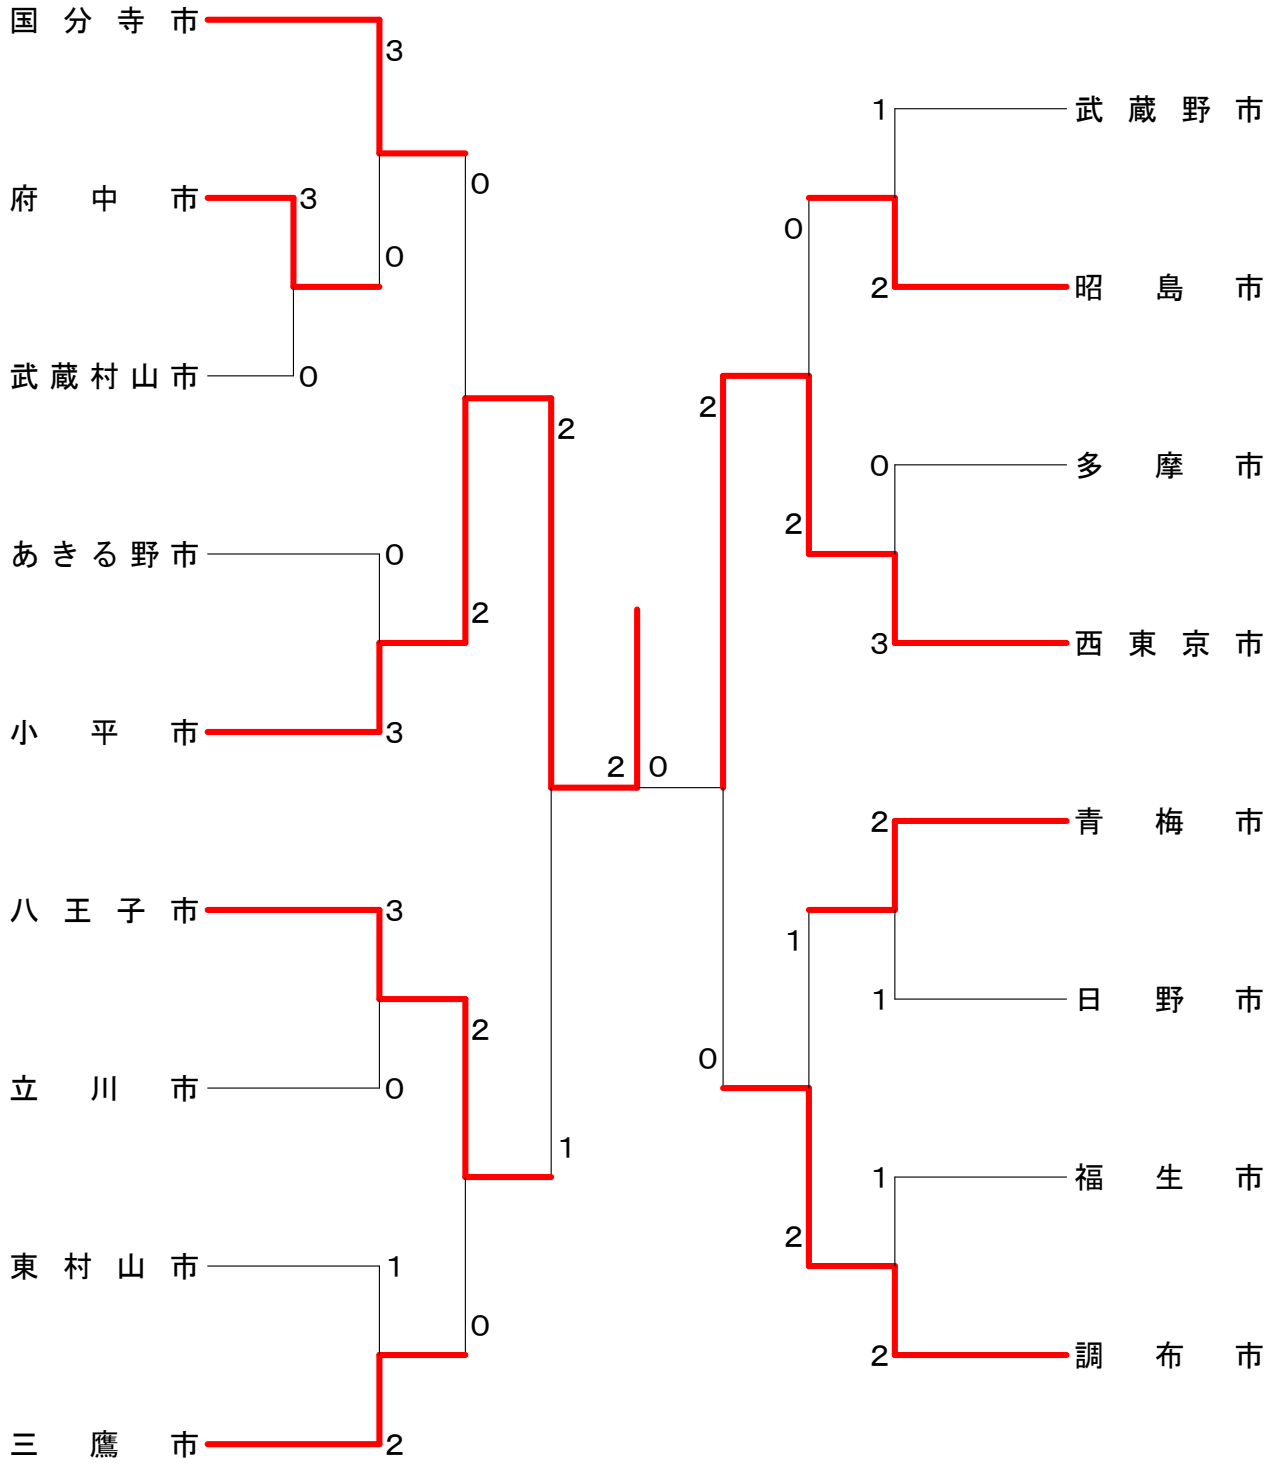 国分寺市
3
武蔵野市
1
0
府中市
3
0
0
昭島市
2
武蔵村山市
0
2
2
多摩市
0
2
あきる野市
0
2
西東京市
3
小平市
3
2 0
青梅市
2
八王子市
3
1
日野市
1
2
0
立川市
0
1
福生市
1
2
東村山市
1
0
調布市
2
三鷹市
2